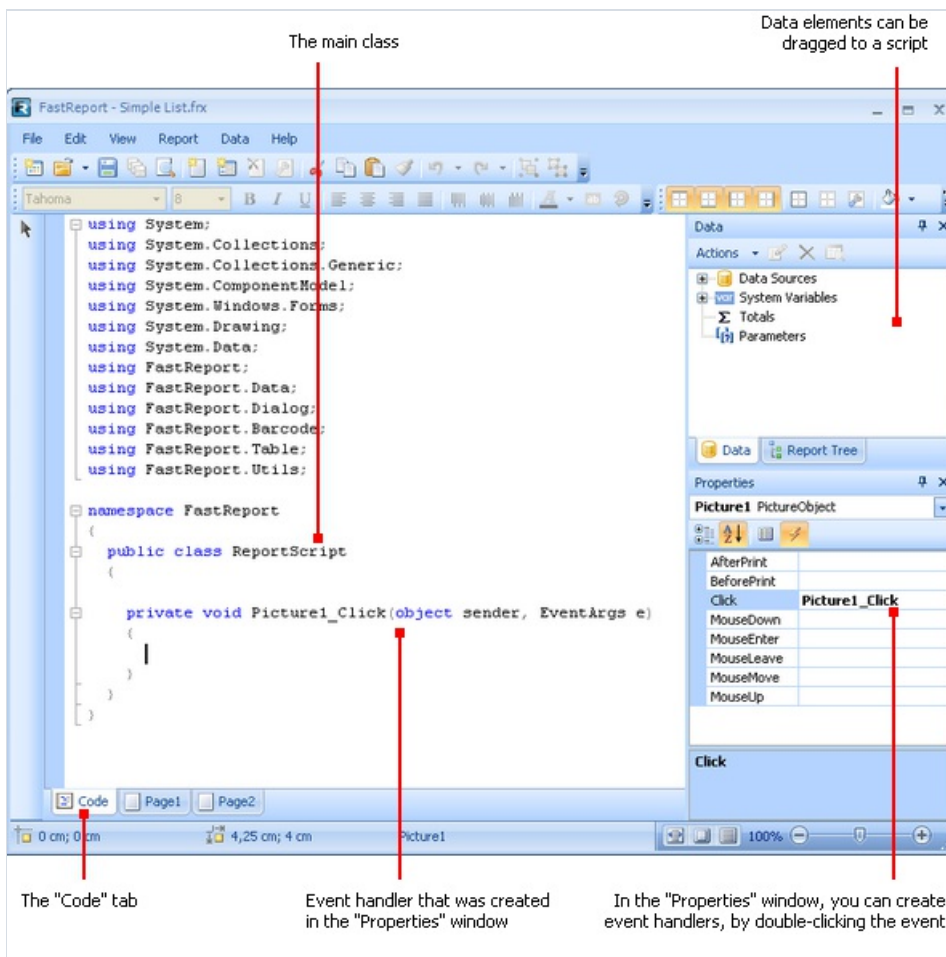 The main class
Data elements can be
dragged to a script
FastReport - Simple List.frx
File Edit View Report Data Help
Tahoma 8 B I U
using System;
using System.Collections;
using System.Collections.Generic;
using System.ComponentModel;
using System.Windows.Forms;
using System.Drawing;
using System.Data;
using FastReport;
using FastReport.Data;
using FastReport.Dialog;
using FastReport.Barcode;
using FastReport.Table;
using FastReport.Utils;
namespace FastReport
{
public class ReportScript
{
private void Picture1_Click(object sender, EventArgs e)
{
}
}
}
Data
Actions
Data Sources
var System Variables
Σ Totals
Parameters
Data Report Tree
Properties
Picture1 PictureObject
AfterPrint
BeforePrint
Click Picture1_Click
MouseDown
MouseEnter
MouseLeave
MouseMove
MouseUp
Click
Code Page1 Page2
0 cm; 0 cm 4,25 cm; 4 cm Picture1 100%
The "Code" tab
Event handler that was created
in the "Properties" window
In the "Properties" window, you can create
event handlers, by double-clicking the event